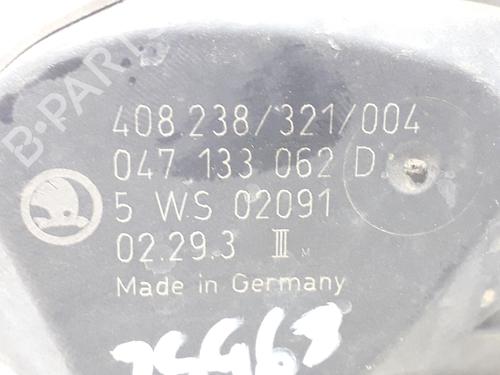 B-PARTS
408.238/321/004
047 133 062 D
5 WS 02091
02.29.3 III M
Made in Germany